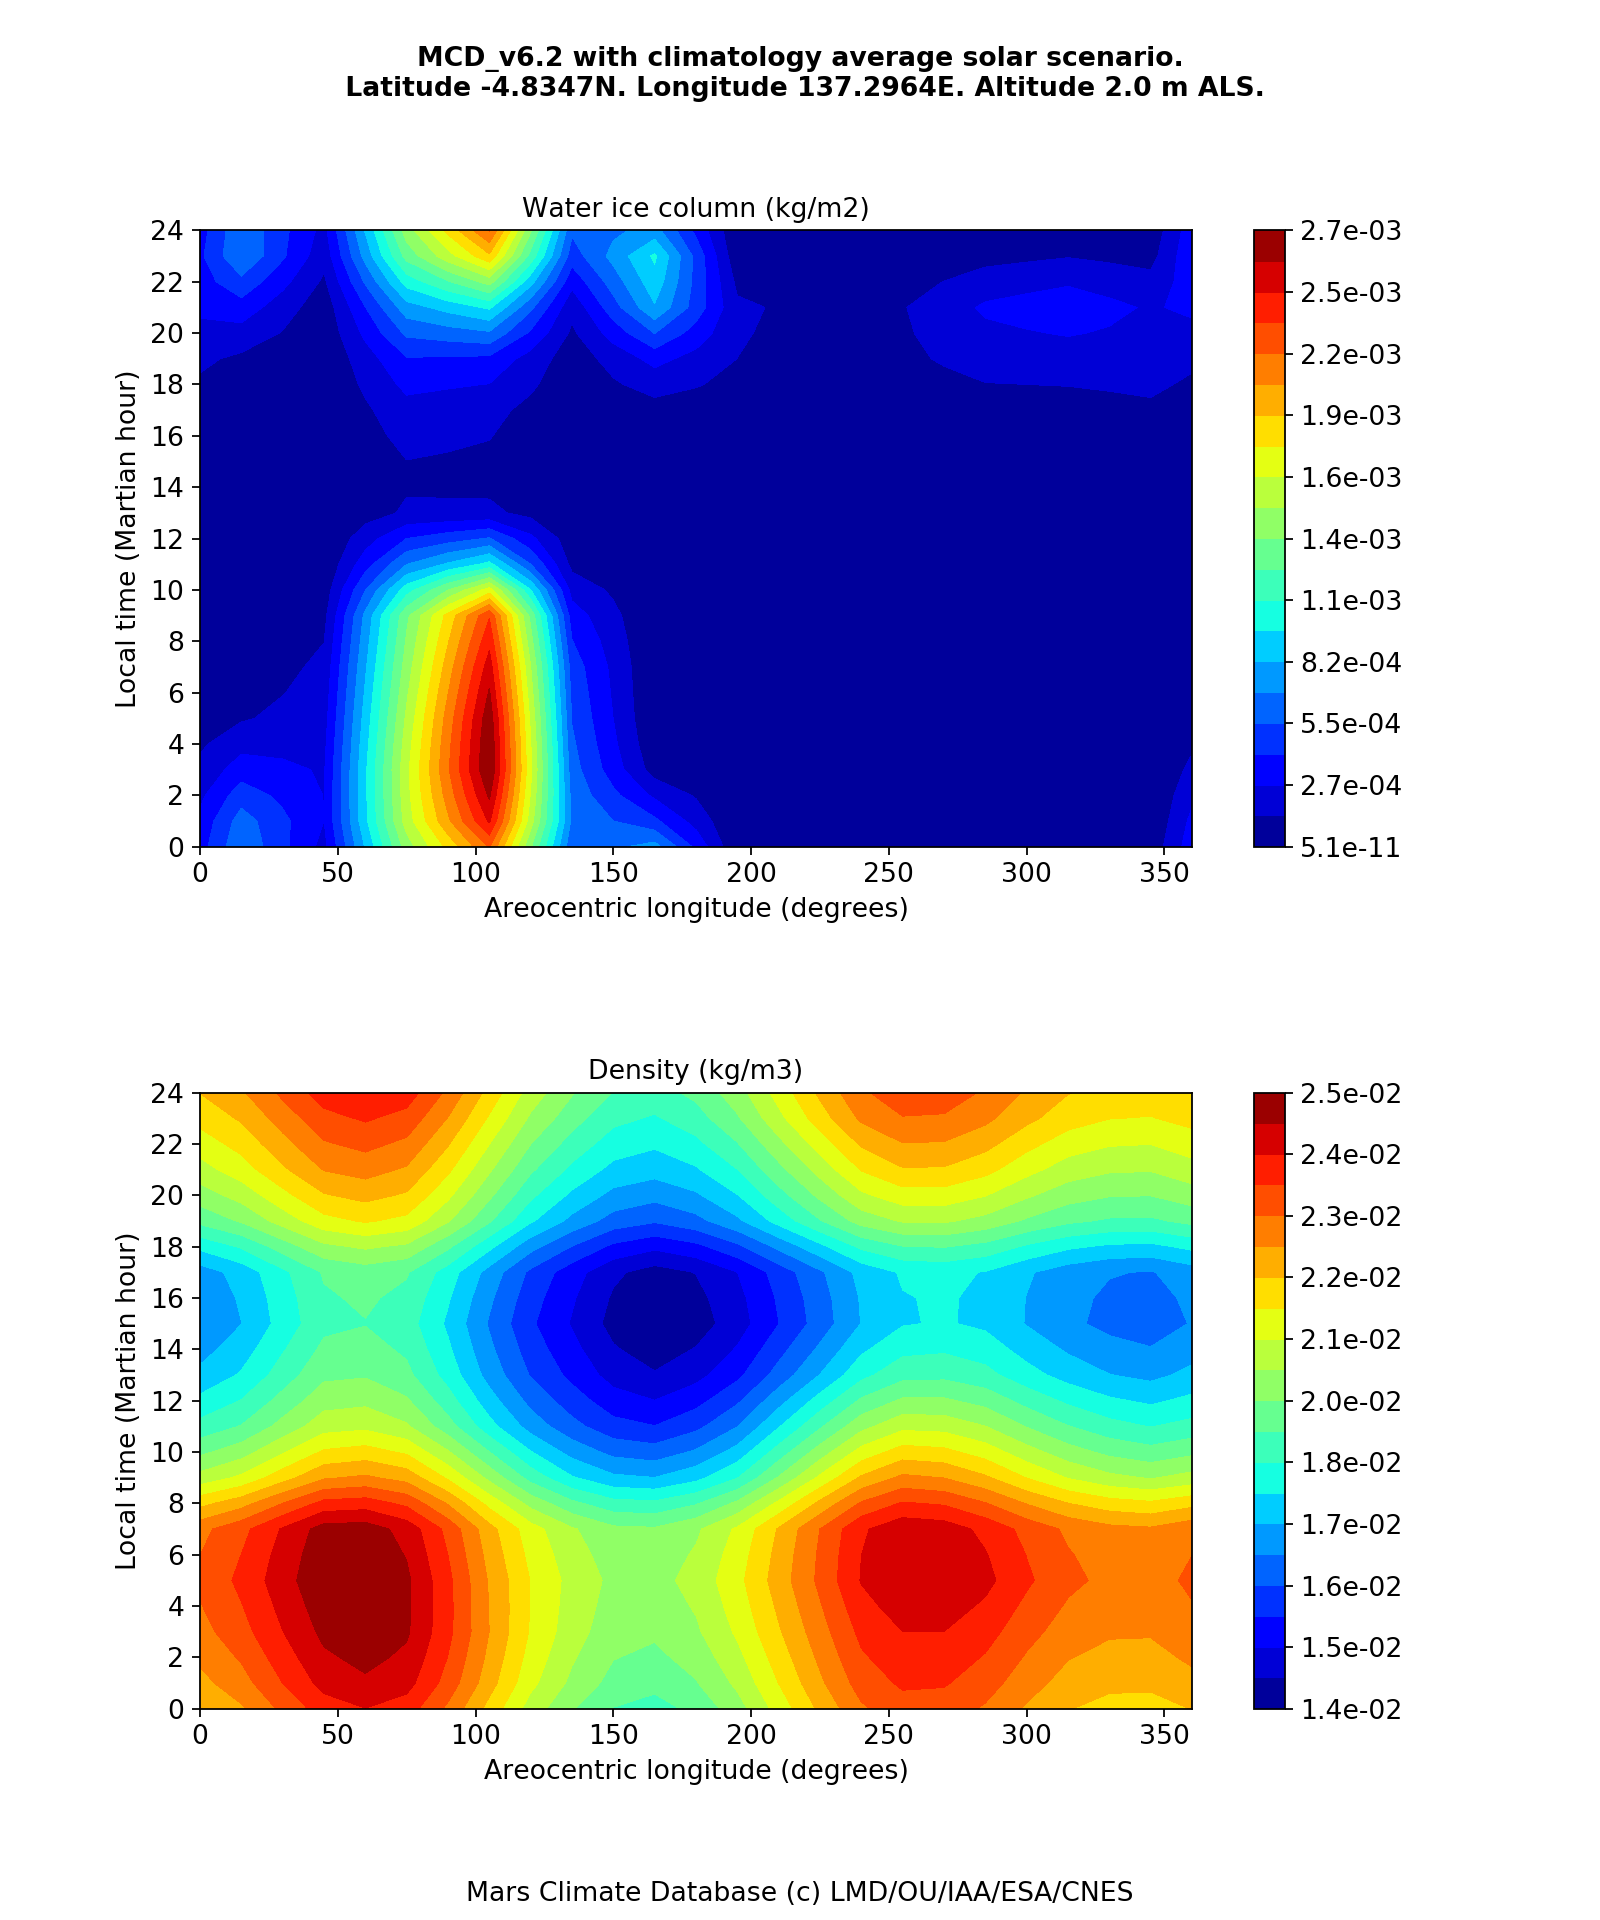 MCD_v6.2 with climatology average solar scenario.
Latitude -4.8347N. Longitude 137.2964E. Altitude 2.0 m ALS.
Water ice column (kg/m2)
Local time (Martian hour)
24
22
20
18
16
14
12
10
8
6
4
2
0
0 50 100 150 200 250 300 350
Areocentric longitude (degrees)
2.7e-03
2.5e-03
2.2e-03
1.9e-03
1.6e-03
1.4e-03
1.1e-03
8.2e-04
5.5e-04
2.7e-04
5.1e-11
Density (kg/m3)
Local time (Martian hour)
24
22
20
18
16
14
12
10
8
6
4
2
0
0 50 100 150 200 250 300 350
Areocentric longitude (degrees)
2.5e-02
2.4e-02
2.3e-02
2.2e-02
2.1e-02
2.0e-02
1.8e-02
1.7e-02
1.6e-02
1.5e-02
1.4e-02
Mars Climate Database (c) LMD/OU/IAA/ESA/CNES